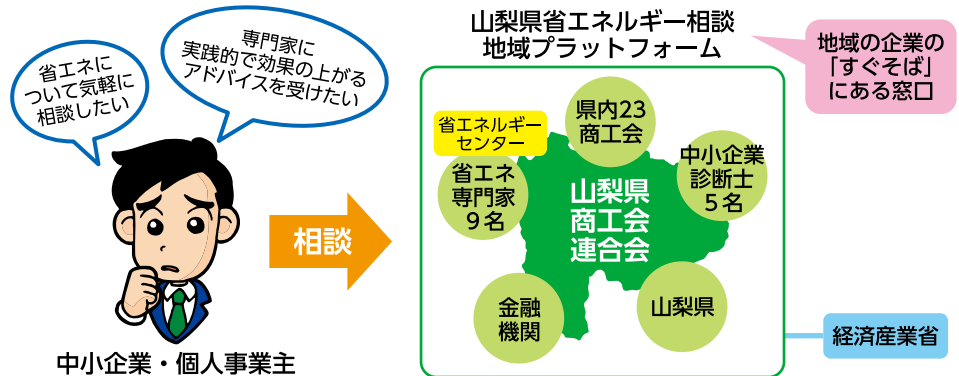 省エネに
ついて気軽に
相談したい
専門家に
実践的で効果の上がる
アドバイスを受けたい
中小企業・個人事業主
相談
山梨県省エネルギー相談
地域プラットフォーム
地域の企業の
「すぐそば」
にある窓口
県内23
商工会
省エネルギー
センター
省エネ
専門家
9名
中小企業
診断士
5名
山梨県
商工会
連合会
金融
機関
山梨県
経済産業省